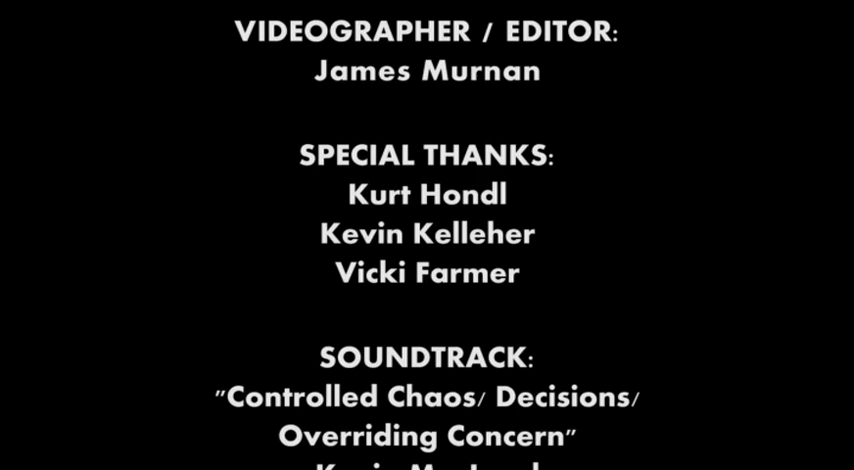 VIDEOGRAPHER / EDITOR:
James Murnan
SPECIAL THANKS:
Kurt Hondl
Kevin Kelleher
Vicki Farmer
SOUNDTRACK:
"Controlled Chaos/ Decisions/
Overriding Concern"